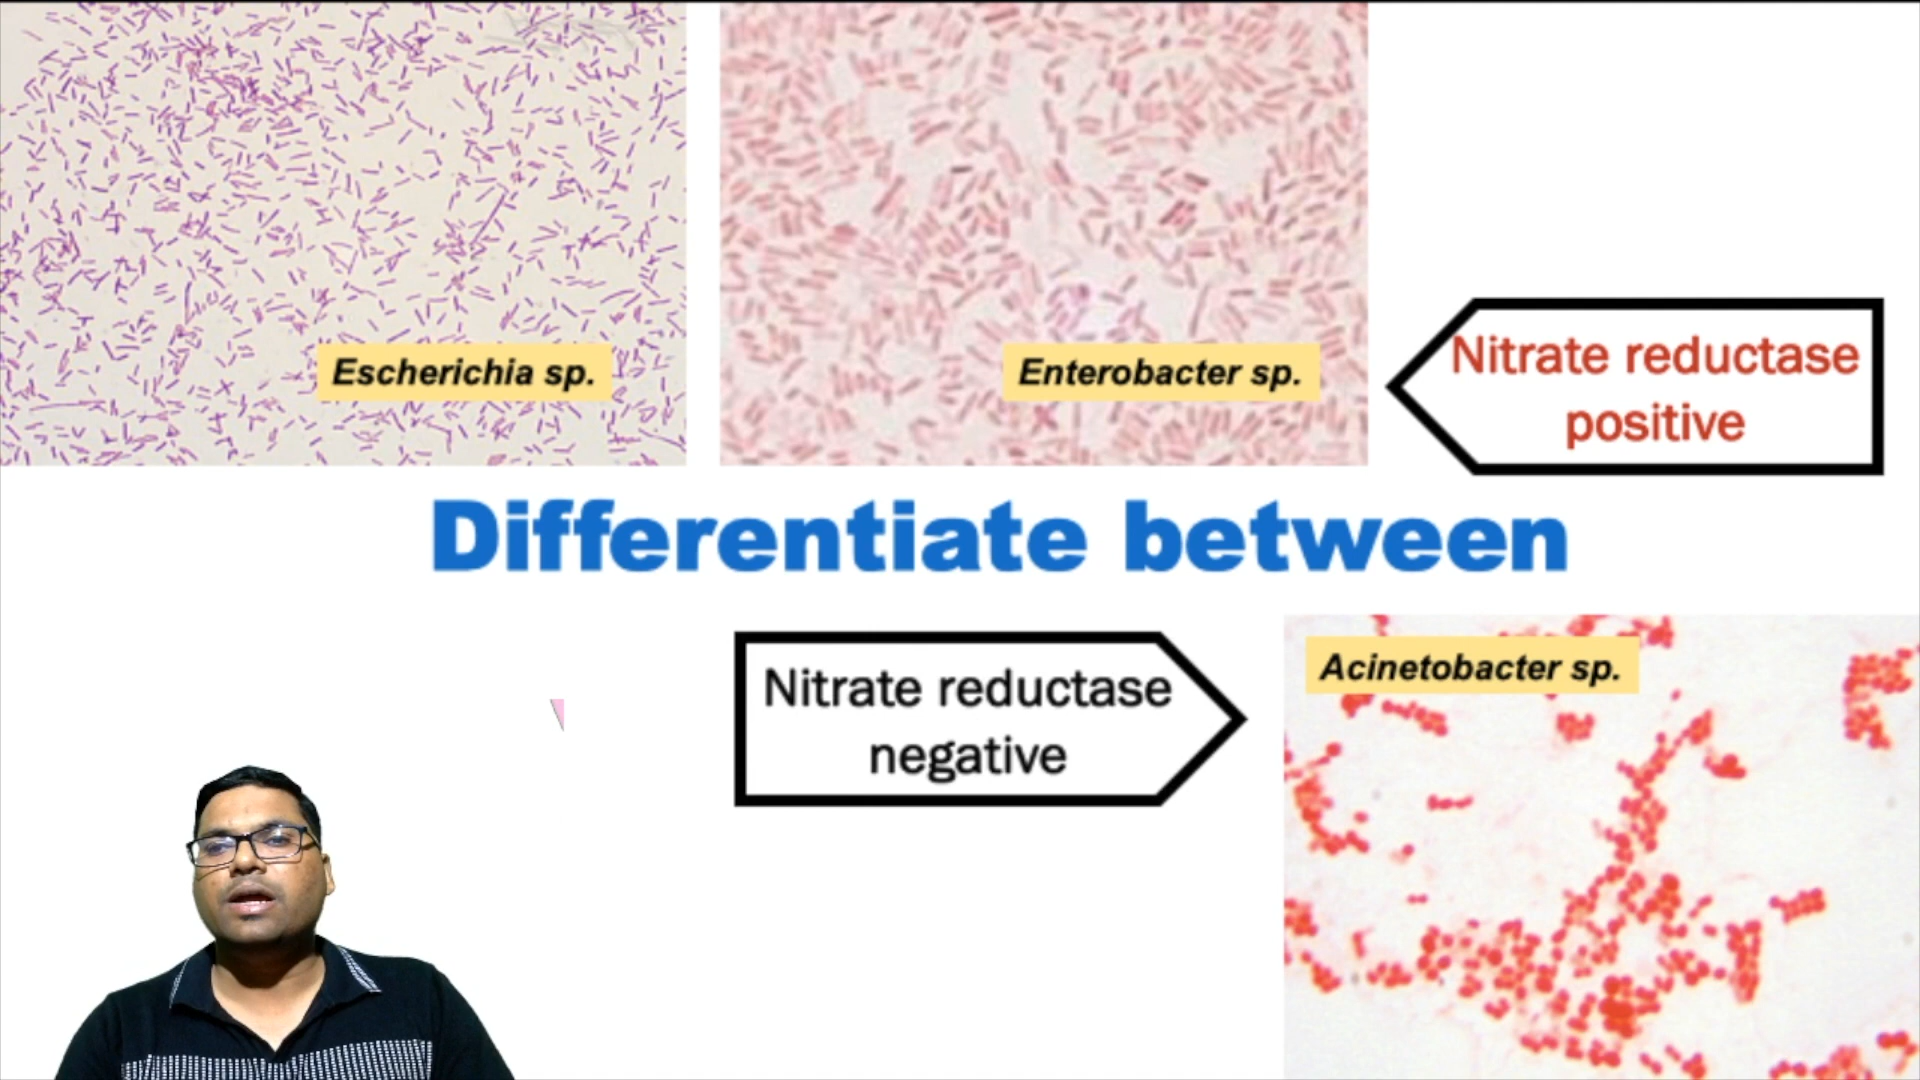 Escherichia sp.
Enterobacter sp.
Nitrate reductase
positive
Differentiate between
Nitrate reductase
negative
Acinetobacter sp.